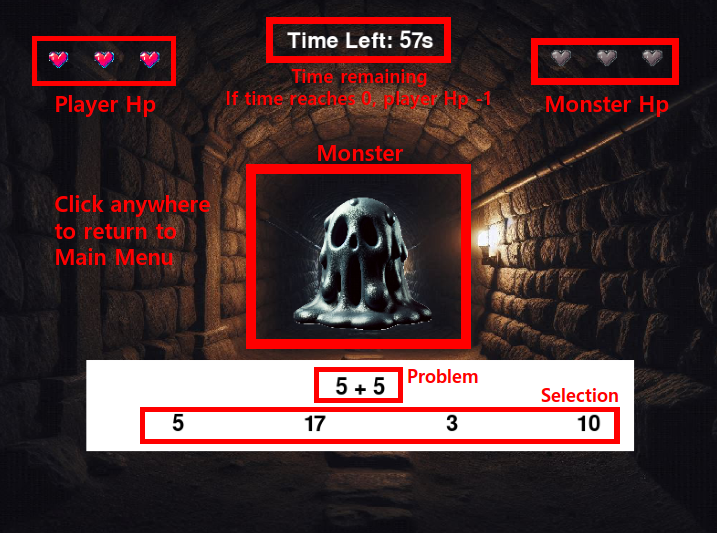 Time Left: 57s
Time remaining
If time reaches 0, player Hp -1
Player Hp
Monster Hp
Monster
Click anywhere
to return to
Main Menu
5 + 5
Problem
Selection
5 17 3 10